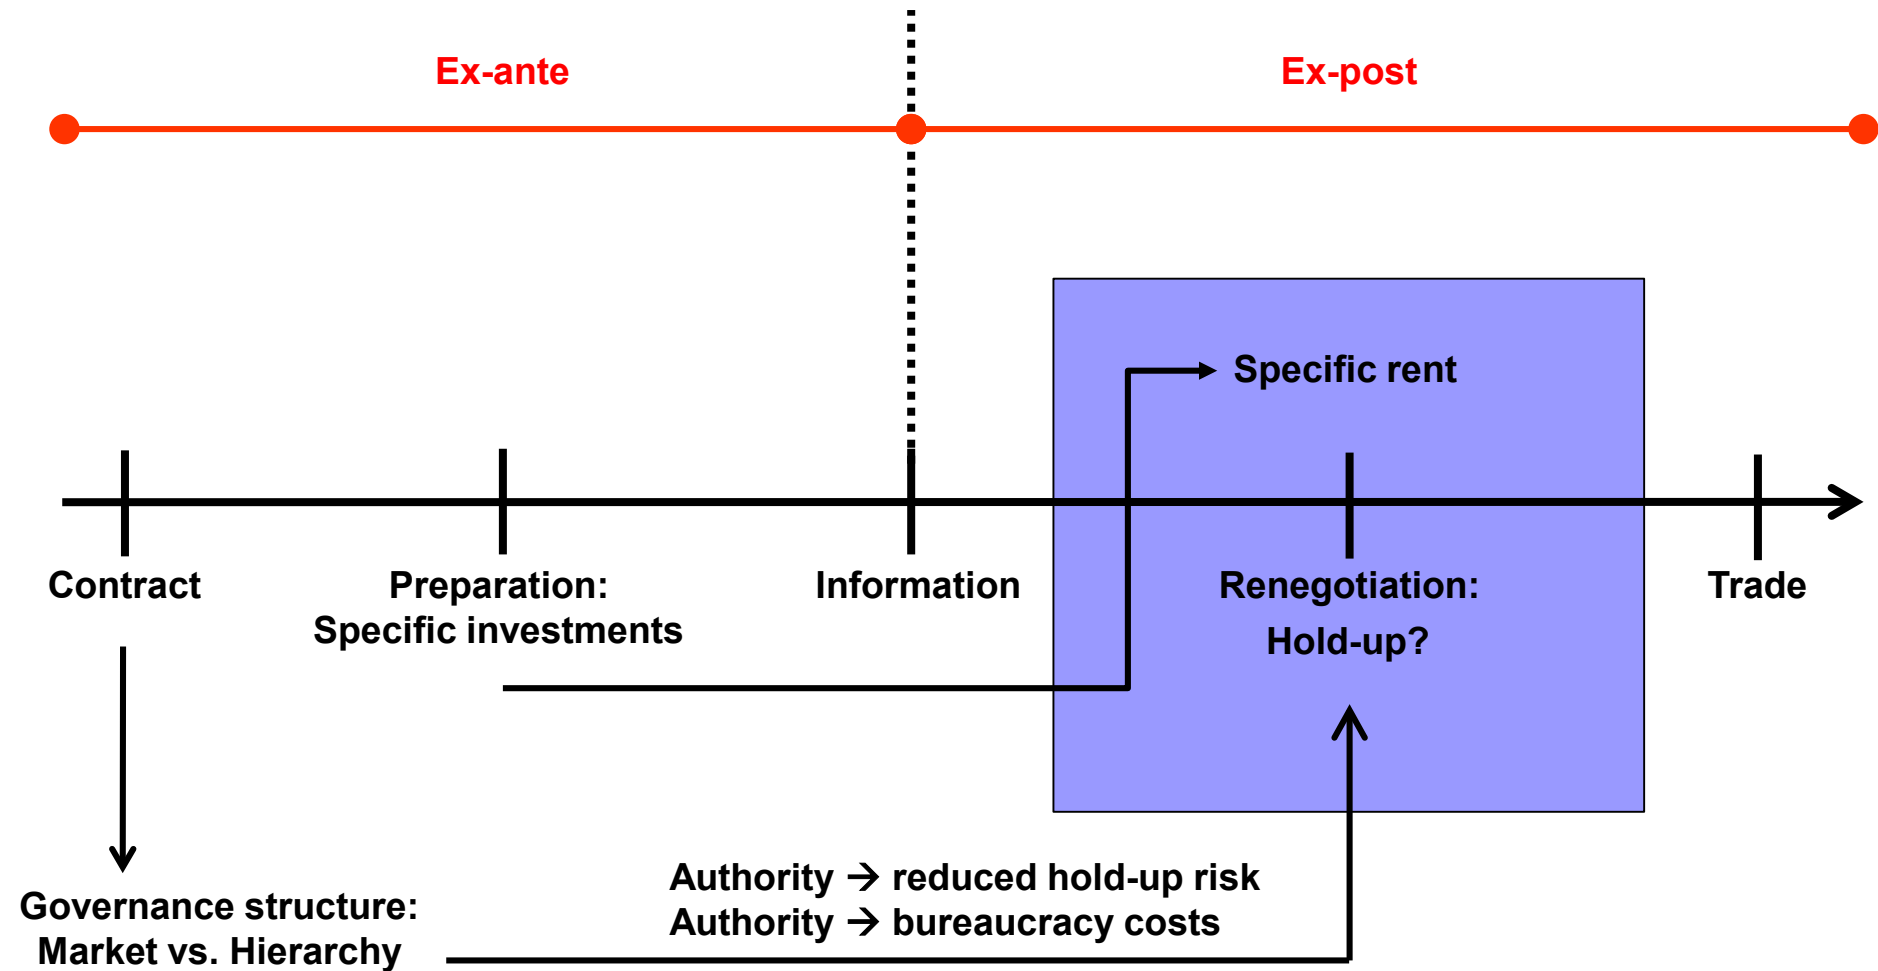 Ex-ante
Ex-post
Specific rent
Contract
Preparation:
Specific investments
Information
Renegotiation:
Hold-up?
Trade
Authority → reduced hold-up risk
Authority → bureaucracy costs
Governance structure:
Market vs. Hierarchy